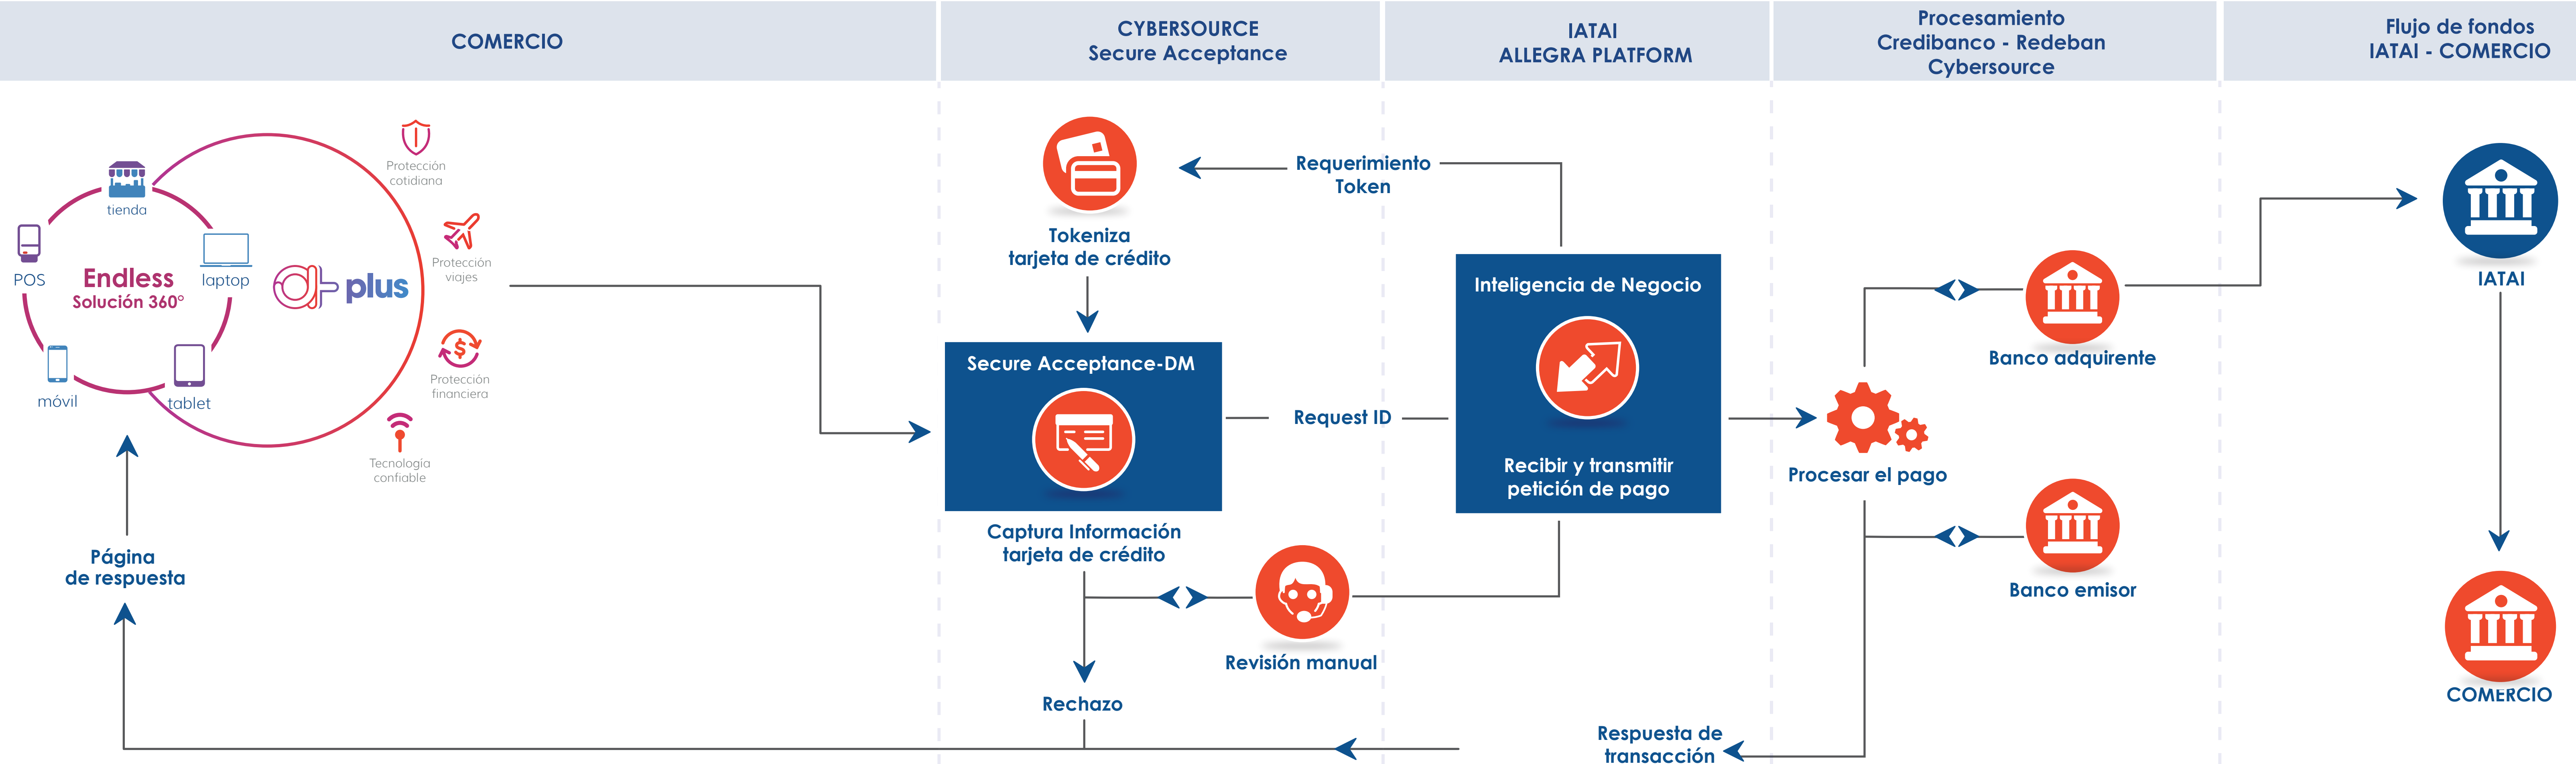 COMERCIO
CYBERSOURCE
Secure Acceptance
IATAI
ALLEGRA PLATFORM
Procesamiento
Credibanco - Redeban
Cybersource
Flujo de fondos
IATAI - COMERCIO
Protección
cotidiana
tienda
Protección
viajes
POS
Endless
Solución 360°
laptop
plus
Protección
financiera
móvil
tablet
Tecnología
confiable
Página
de respuesta
Tokeniza
tarjeta de crédito
Requerimiento
Token
Secure Acceptance-DM
Captura Información
tarjeta de crédito
Request ID
Inteligencia de Negocio
Recibir y transmitir
petición de pago
Revisión manual
Rechazo
Respuesta de
transacción
Procesar el pago
Banco adquirente
Banco emisor
IATAI
COMERCIO